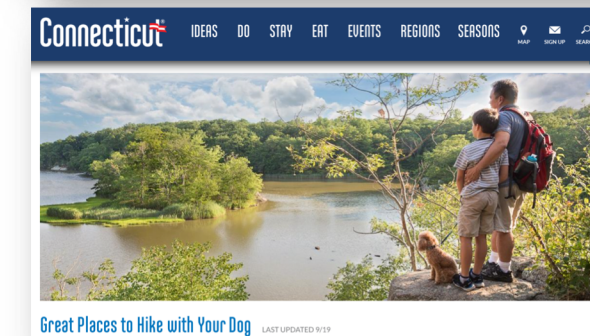 Connecticut® IDEAS DO STAY EAT EVENTS REGIONS SEASONS
MAP SIGN UP
Great Places to Hike with Your Dog LAST UPDATED 9/19